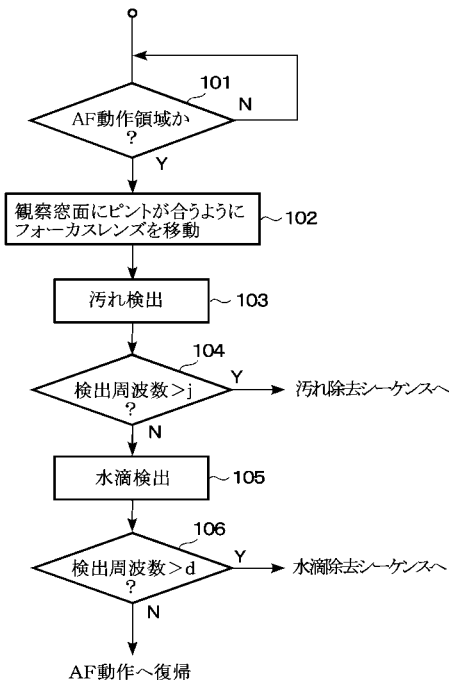 101
AF動作領域か
?
N
Y
観察窓面にピントが合うように
フォーカスレンズを移動
102
汚れ検出
103
104
検出周波数>j
?
Y
汚れ除去シーケンスへ
N
水滴検出
105
106
検出周波数>d
?
Y
水滴除去シーケンスへ
N
AF動作へ復帰